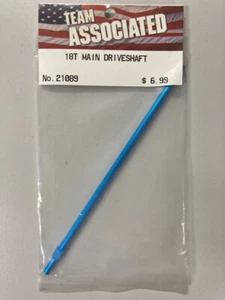 TEAM
ASSOCIATED
18T MAIN DRIVESHAFT
No. 21089
$ 6.99